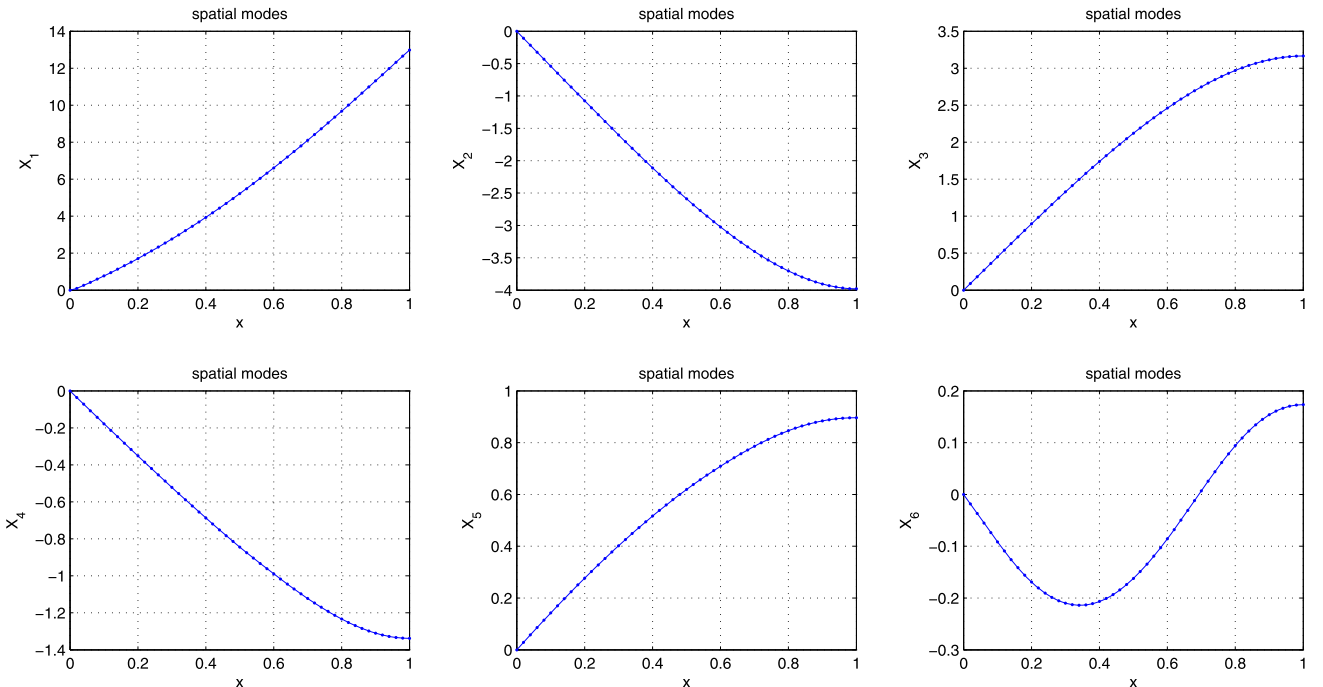 spatial modes
spatial modes
spatial modes
14
12
10
8
6
4
2
0
X1
0 0.2 0.4 0.6 0.8 1
x
0
−0.5
−1
−1.5
−2
−2.5
−3
−3.5
−4
X2
0 0.2 0.4 0.6 0.8 1
x
3.5
3
2.5
2
1.5
1
0.5
0
X3
0 0.2 0.4 0.6 0.8 1
x
spatial modes
spatial modes
spatial modes
0
−0.2
−0.4
−0.6
−0.8
−1
−1.2
−1.4
X4
0 0.2 0.4 0.6 0.8 1
x
1
0.8
0.6
0.4
0.2
0
X5
0 0.2 0.4 0.6 0.8 1
x
0.2
0.1
0
−0.1
−0.2
−0.3
X6
0 0.2 0.4 0.6 0.8 1
x